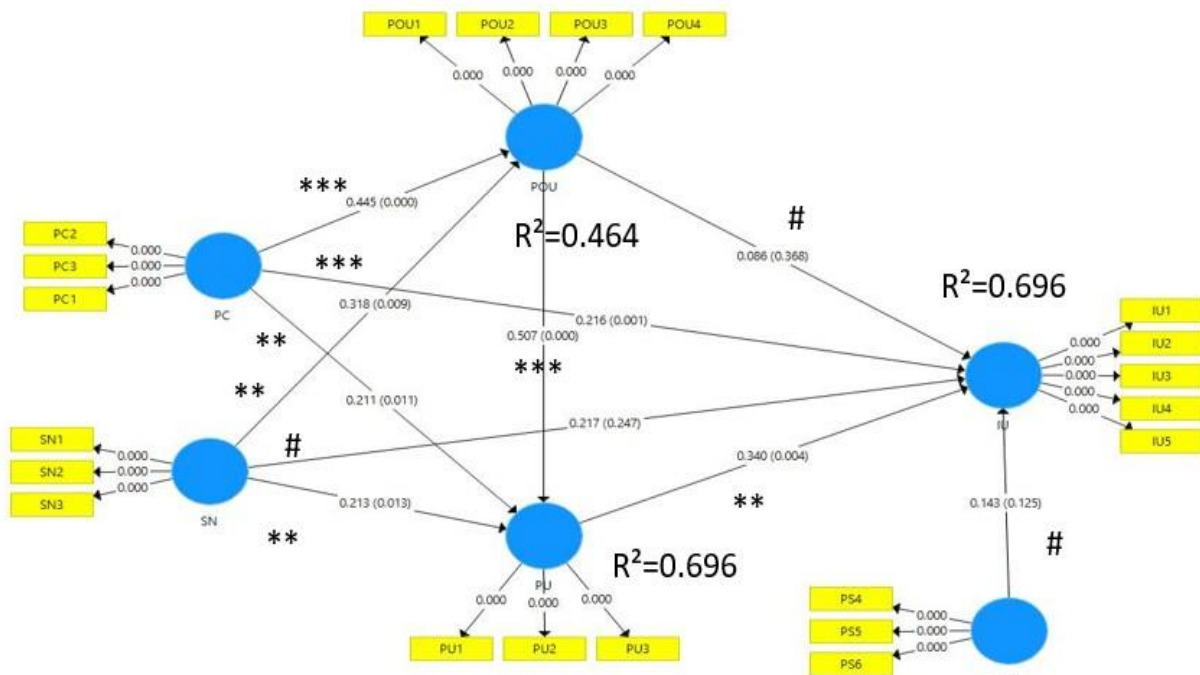 POU1
POU2
POU3
POU4
0.000
0.000
0.000
0.000
POU
R²=0.464
***
0.445 (0.000)
#
0.086 (0.368)
PC2
PC3
PC1
0.000
0.000
0.000
PC
***
0.318 (0.009)
0.216 (0.001)
R²=0.696
**
0.507 (0.000)
***
IU1
IU2
IU3
IU4
IU5
0.000
0.000
0.000
0.000
0.000
IU
**
0.211 (0.011)
#
0.217 (0.247)
SN1
SN2
SN3
0.000
0.000
0.000
SN
0.213 (0.013)
**
0.340 (0.004)
**
0.143 (0.125)
#
PU
R²=0.696
0.000
0.000
0.000
PU1
PU2
PU3
PS4
PS5
PS6
0.000
0.000
0.000